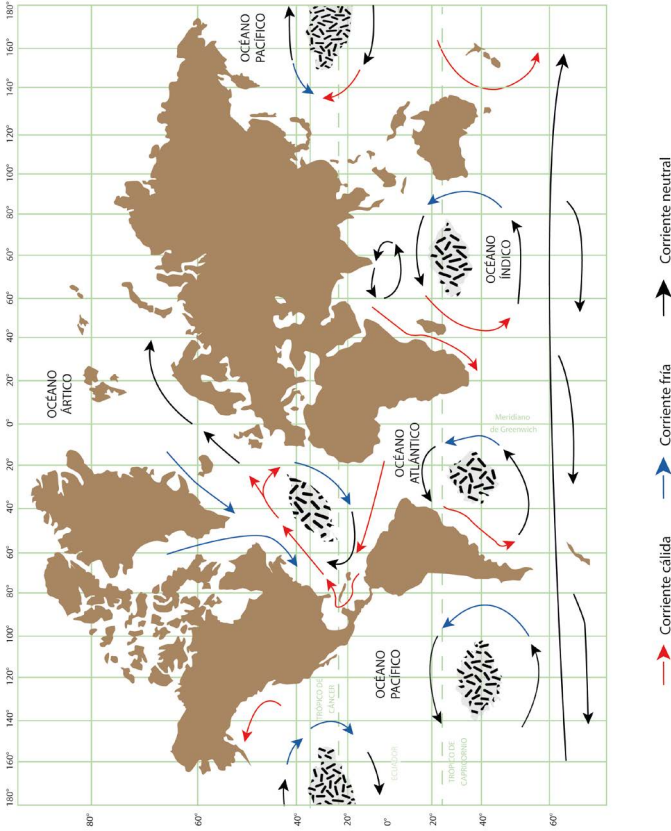 180° 160° 140° 120° 100° 80° 60° 40° 20° 0° 20° 40° 60° 80° 100° 120° 140° 160° 180°
OCÉANO
ÁRTICO
80°
60°
OCÉANO
PACÍFICO
40°
TRÓPICO DE
CÁNCER
20°
ECUADOR
0°
OCÉANO
PACÍFICO
OCÉANO
ATLÁNTICO
20°
TRÓPICO DE
CAPRICORNIO
40°
OCÉANO
ÍNDICO
Meridiano
de Greenwich
60°
Corriente cálida
Corriente fría
Corriente neutral